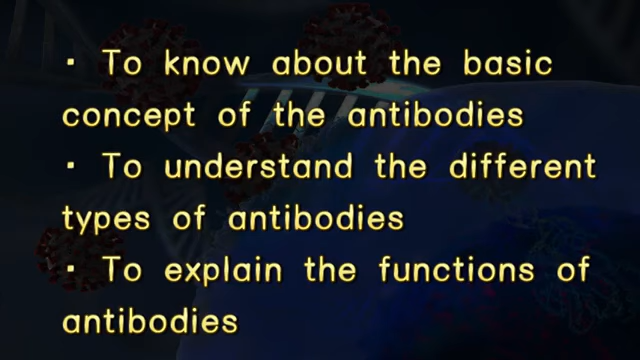 · To know about the basic
concept of the antibodies
· To understand the different
types of antibodies
· To explain the functions of
antibodies